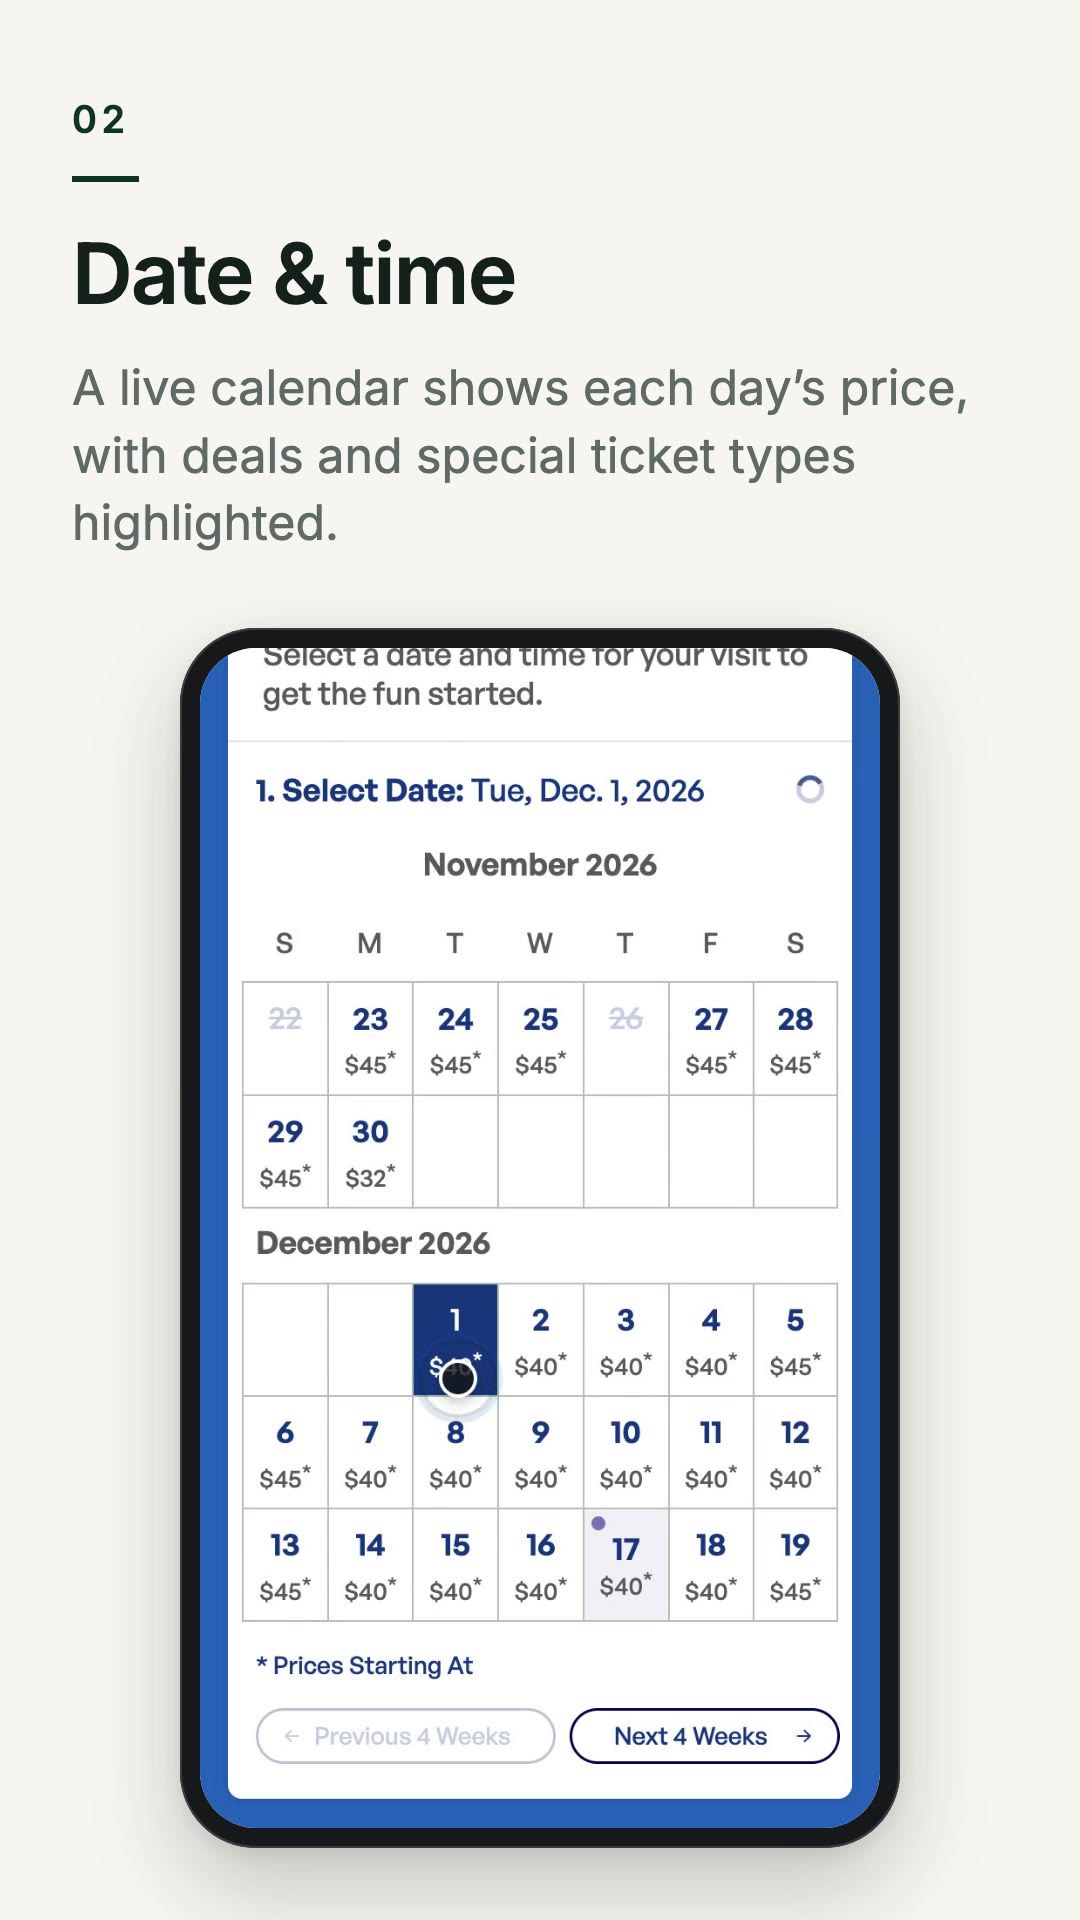 02
Date & time
A live calendar shows each day’s price,
with deals and special ticket types
highlighted.
Select a date and time for your visit to
get the fun started.
1. Select Date: Tue, Dec. 1, 2026
November 2026
S M T W T F S
22 23 24 25 26 27 28
$45* $45* $45* $45* $45*
29 30
$45* $32*
December 2026
1 2 3 4 5
$40* $40* $40* $40* $45*
6 7 8 9 10 11 12
$45* $40* $40* $40* $40* $40* $40*
13 14 15 16 17 18 19
$45* $40* $40* $40* $40* $40* $45*
* Prices Starting At
← Previous 4 Weeks Next 4 Weeks →